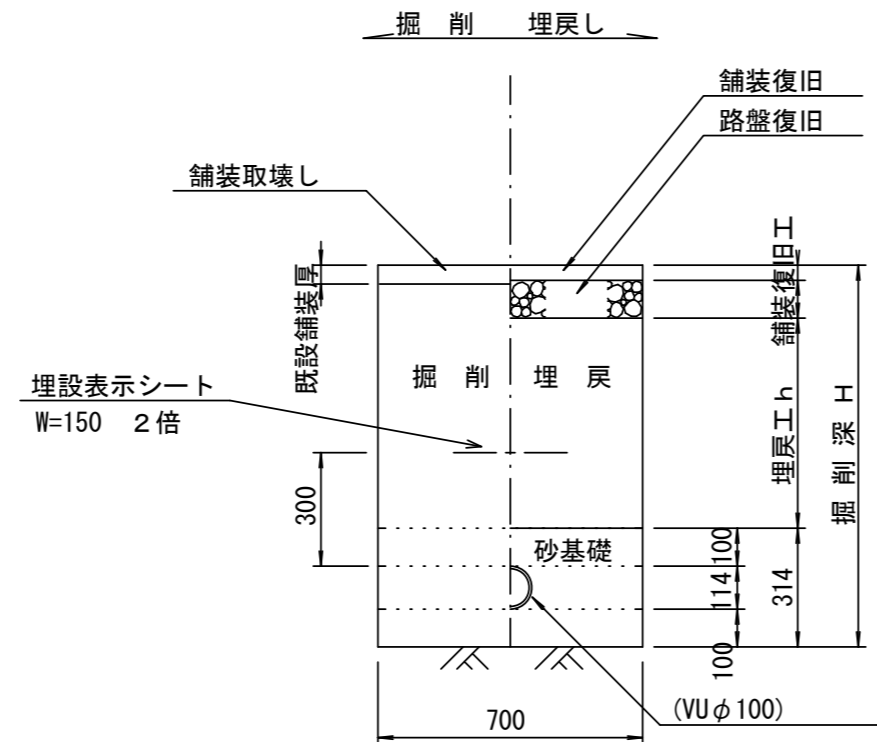 掘　削　　埋戻し
舗装復旧
路盤復旧
舗装取壊し
既設舗装厚
舗装復旧工
掘　削
埋　戻
埋設表示シート
W=150　２倍
埋戻工ｈ
掘 削 深 Ｈ
300
砂基礎
100
114
314
100
700
(VUφ100)